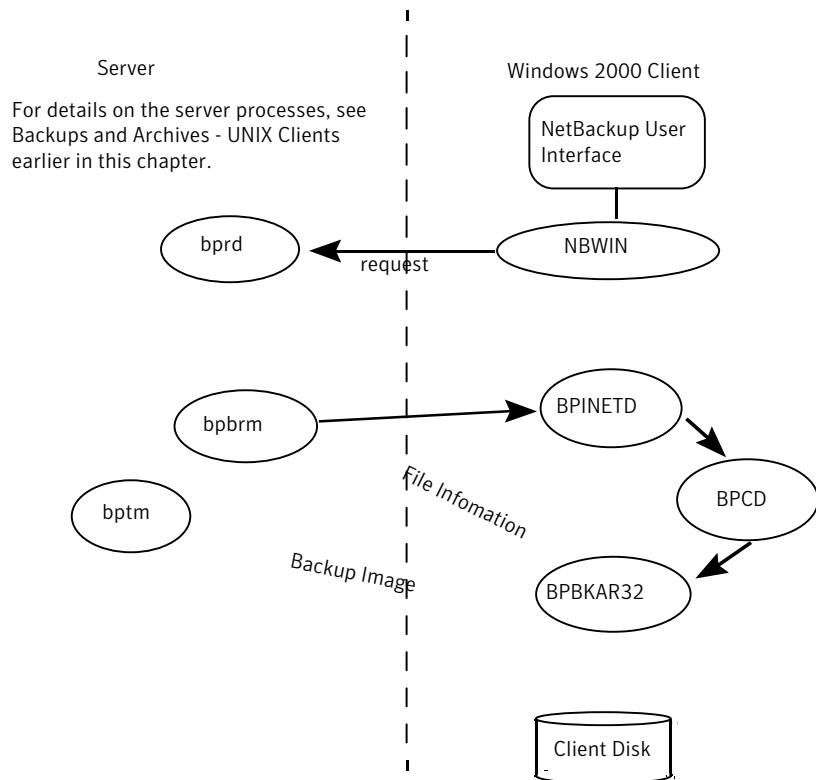 Server
Windows 2000 Client
For details on the server processes, see
Backups and Archives - UNIX Clients
earlier in this chapter.
NetBackup User
Interface
bprd
request
NBWIN
bpbrm
BPINETD
File Infomation
bptm
BPCD
Backup Image
BPBKAR32
Client Disk